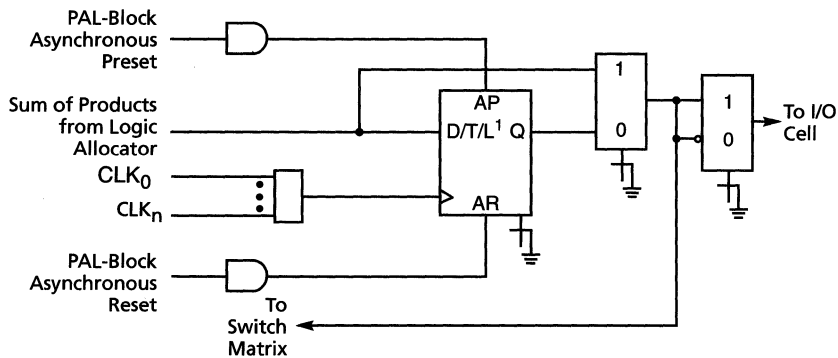 PAL-Block
Asynchronous
Preset
Sum of Products
from Logic
Allocator
CLK0
CLKn
PAL-Block
Asynchronous
Reset
AP
D/T/L1 Q
AR
1
0
1
0
To I/O
Cell
To
Switch
Matrix